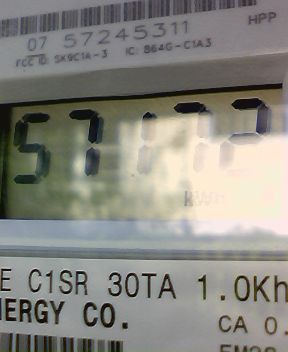 HPP
07 57245311
FCC ID: SK9C1A-3 IC: 864G-C1A3
57172
kWh
E C1SR 30TA 1.0Kh
ERGY CO.
CA 0.